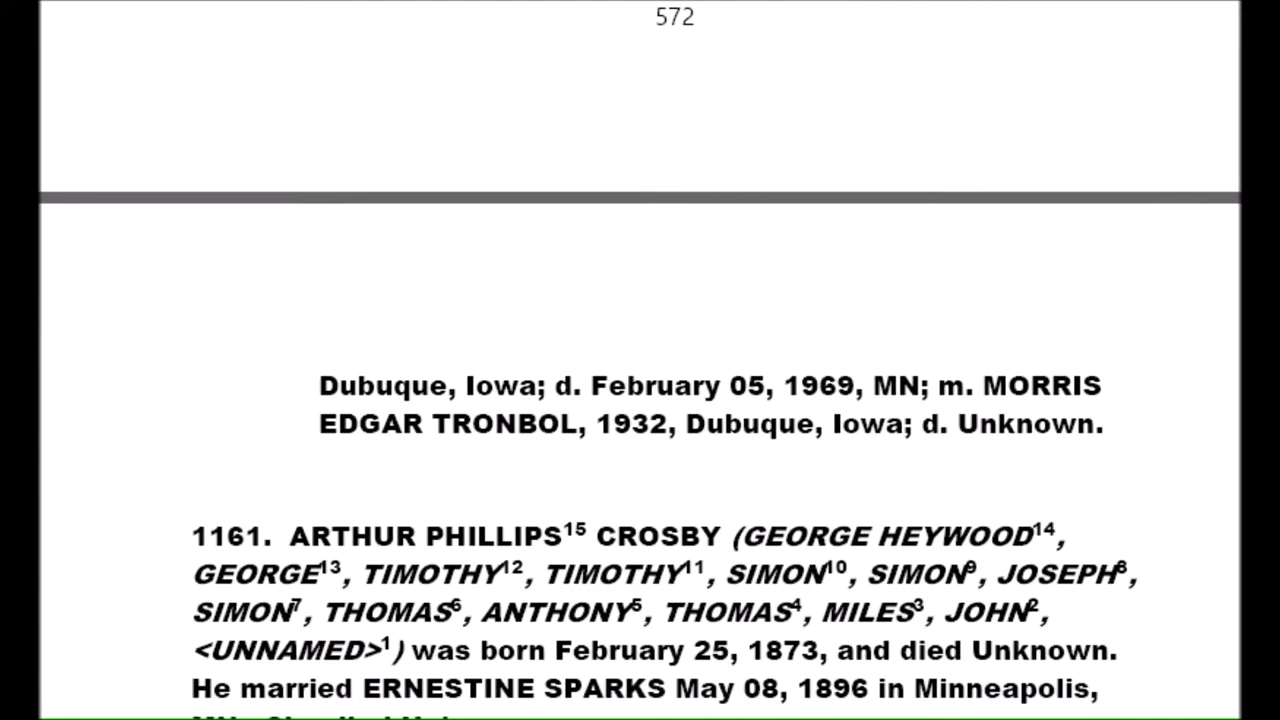 572
Dubuque, Iowa; d. February 05, 1969, MN; m. MORRIS
EDGAR TRONBOL, 1932, Dubuque, Iowa; d. Unknown.
1161. ARTHUR PHILLIPS¹⁵ CROSBY (GEORGE HEYWOOD¹⁴,
GEORGE¹³, TIMOTHY¹², TIMOTHY¹¹, SIMON¹⁰, SIMON⁹, JOSEPH⁸,
SIMON⁷, THOMAS⁶, ANTHONY⁵, THOMAS⁴, MILES³, JOHN²,
<UNNAMED>¹) was born February 25, 1873, and died Unknown.
He married ERNESTINE SPARKS May 08, 1896 in Minneapolis,